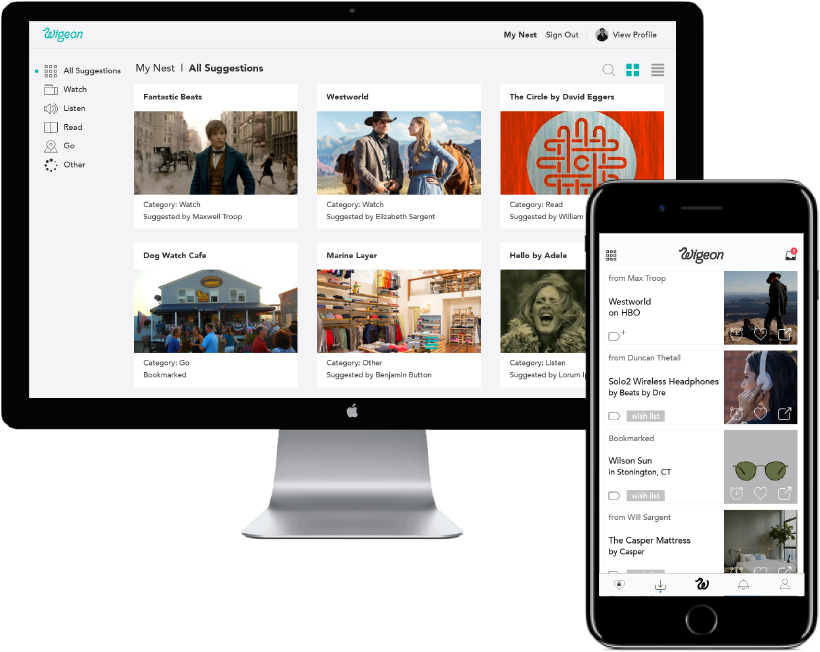 Wigeon
My Nest Sign Out View Profile
All Suggestions
Watch
Listen
Read
Go
Other
My Nest | All Suggestions
Fantastic Beats
Category: Watch
Suggested by Maxwell Troop
Westworld
Category: Watch
Suggested by Elizabeth Sargent
The Circle by David Eggers
Category: Read
Suggested by William
Dog Watch Cafe
Category: Go
Bookmarked
Marine Layer
Category: Other
Suggested by Benjamin Button
Hello by Adele
Category: Listen
Suggested by Lorum
Wigeon
from Max Troop
Westworld
on HBO
from Duncan Thetall
Solo2 Wireless Headphones
by Beats by Dre
wish list
Bookmarked
Wilson Sun
in Stonington, CT
wish list
from Will Sargent
The Casper Mattress
by Casper